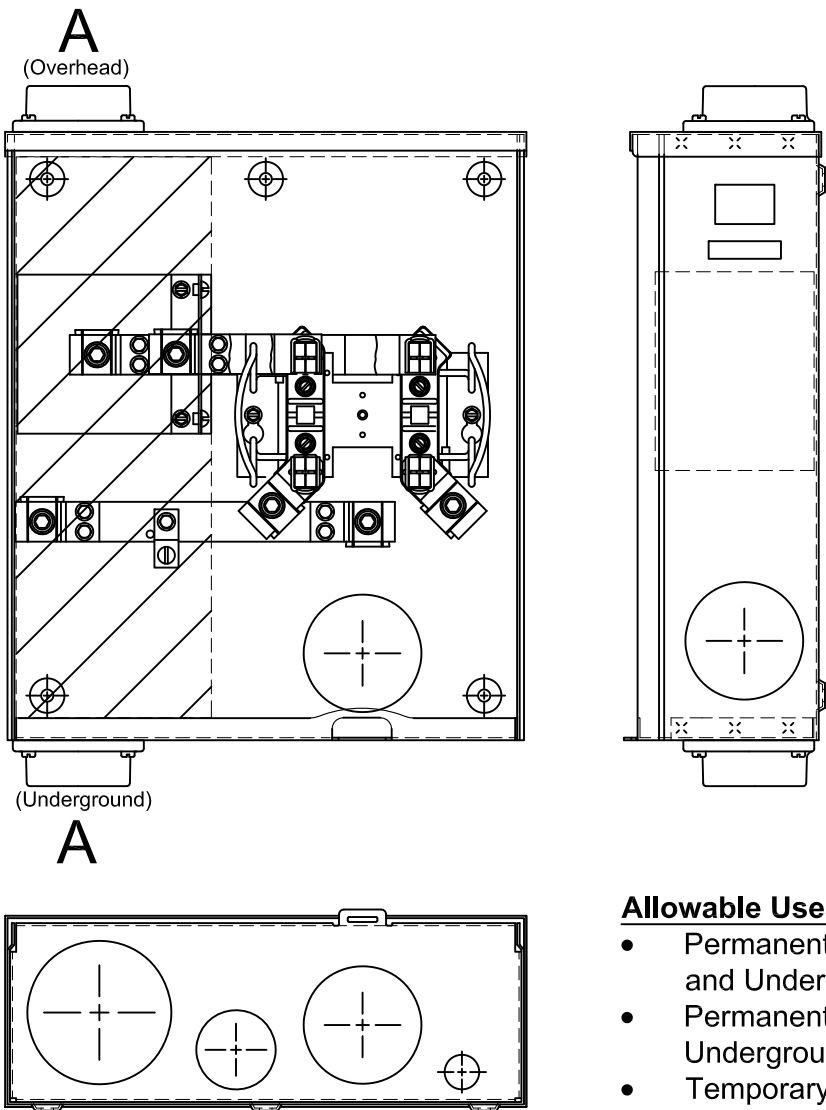 A
(Overhead)
(Underground)
A
Allowable Use
• Permanent
and Under
• Permanent
Undergrou
• Temporary